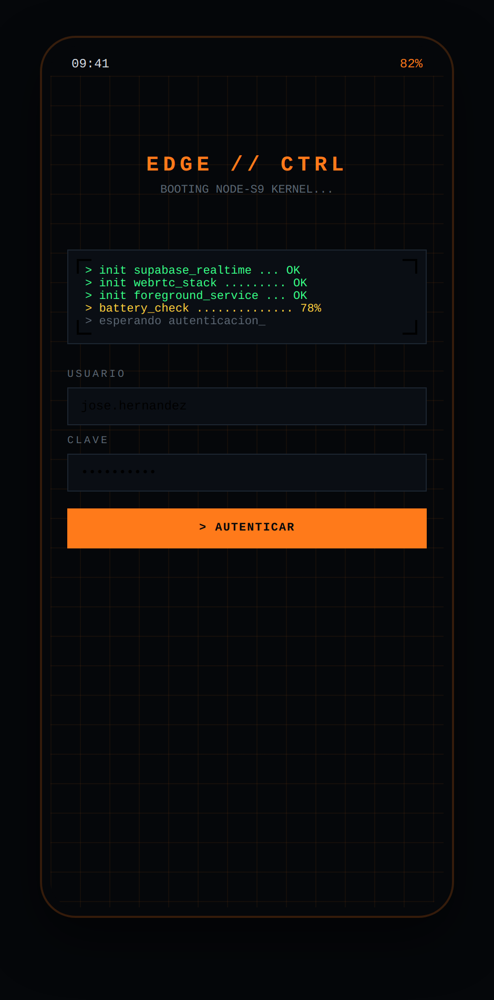 09:41 82%
EDGE // CTRL
BOOTING NODE-S9 KERNEL...
> init supabase_realtime ... OK
> init webrtc_stack ......... OK
> init foreground_service ... OK
> battery_check .............. 78%
> esperando autenticacion_
USUARIO
jose.hernandez
CLAVE
••••••••••
> AUTENTICAR